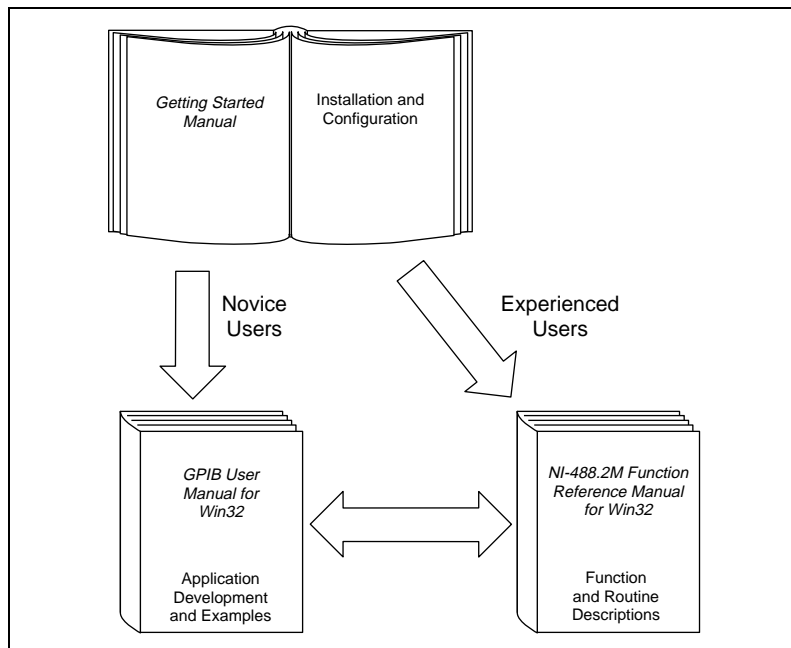 Getting Started
Manual
Installation and
Configuration
Novice
Users
Experienced
Users
GPIB User
Manual for
Win32
Application
Development
and Examples
NI-488.2M Function
Reference Manual
for Win32
Function
and Routine
Descriptions